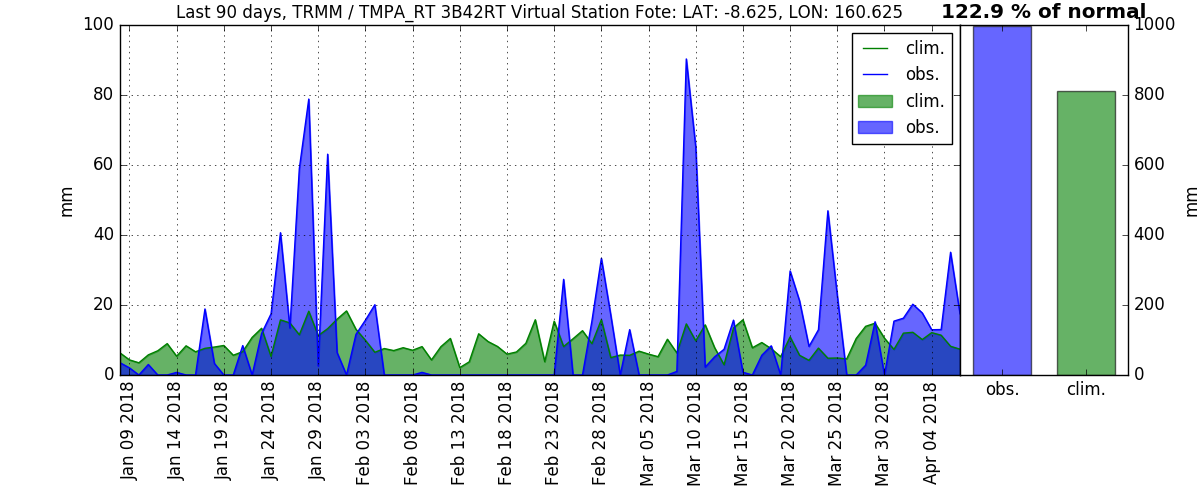 Last 90 days, TRMM / TMPA_RT 3B42RT Virtual Station Fote: LAT: -8.625, LON: 160.625
122.9 % of normal
100
80
60
40
20
0
mm
clim.
obs.
clim.
obs.
1000
800
600
400
200
0
mm
obs.
clim.
Jan 09 2018
Jan 14 2018
Jan 19 2018
Jan 24 2018
Jan 29 2018
Feb 03 2018
Feb 08 2018
Feb 13 2018
Feb 18 2018
Feb 23 2018
Feb 28 2018
Mar 05 2018
Mar 10 2018
Mar 15 2018
Mar 20 2018
Mar 25 2018
Mar 30 2018
Apr 04 2018